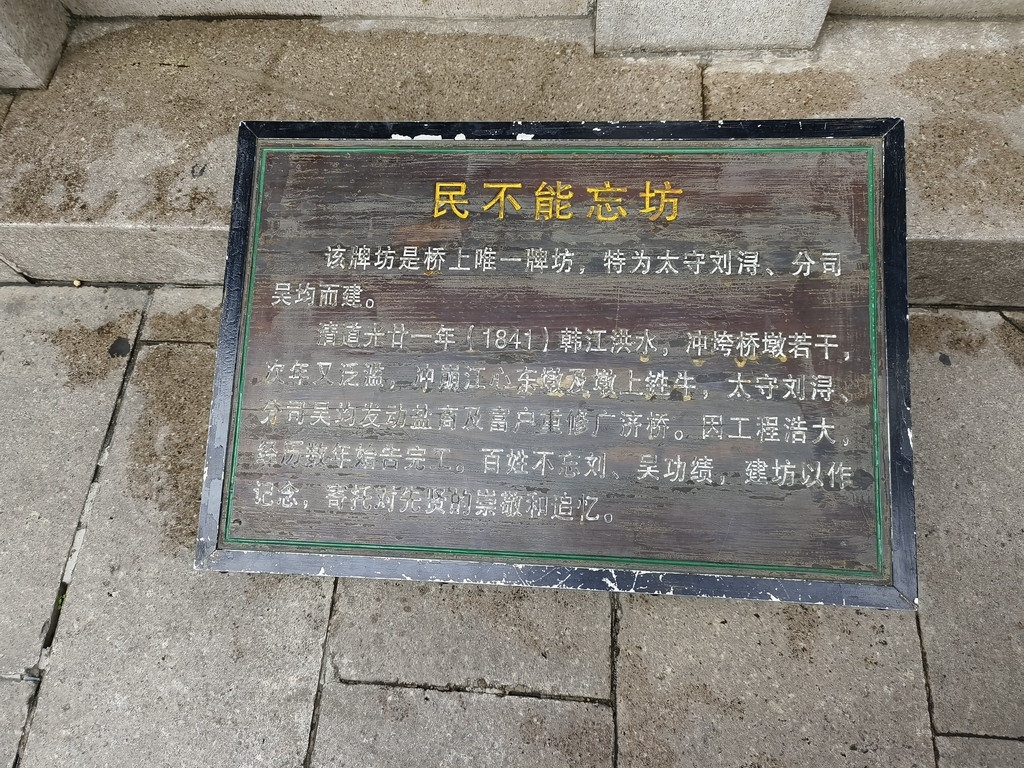 民不能忘坊
该牌坊是桥上唯一牌坊，特为太守刘浔、分司
吴均而建。
清道光廿一年（1841）韩江洪水，冲垮桥墩若干，
次年又泛滥，冲崩江心东墩及墩上鉎牛，太守刘浔、
分司吴均发动盐商及富户重修广济桥。因工程浩大，
经历数年始告完工。百姓不忘刘、吴功绩，建坊以作
记念，寄托对先贤的崇敬和追忆。